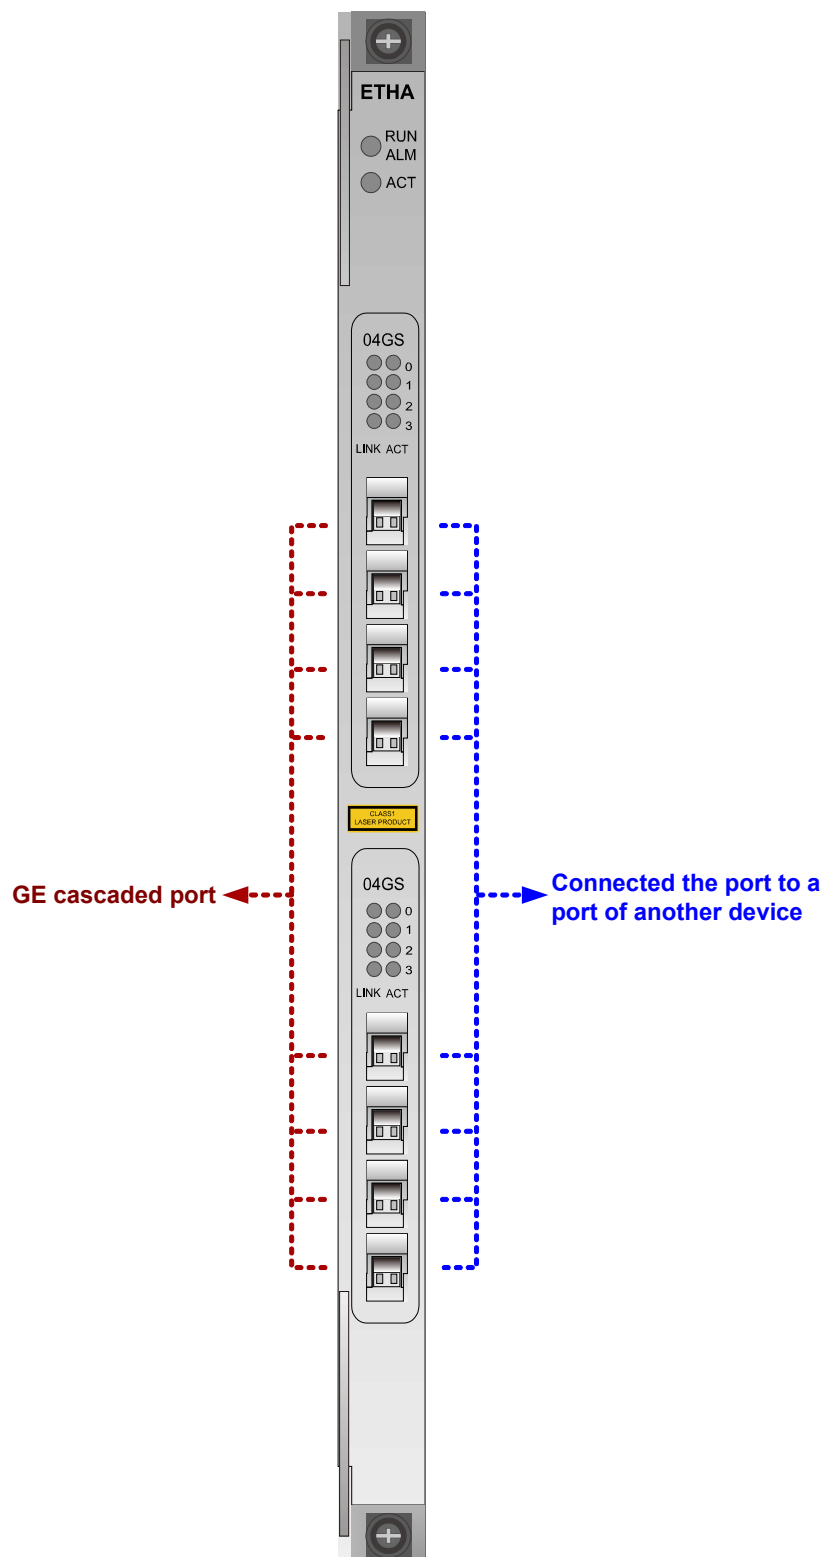 ETHA
RUN
ALM
ACT
04GS
0
1
2
3
LINK ACT
CLASS1
LASER PRODUCT
GE cascaded port
Connected the port to a
port of another device
04GS
0
1
2
3
LINK ACT